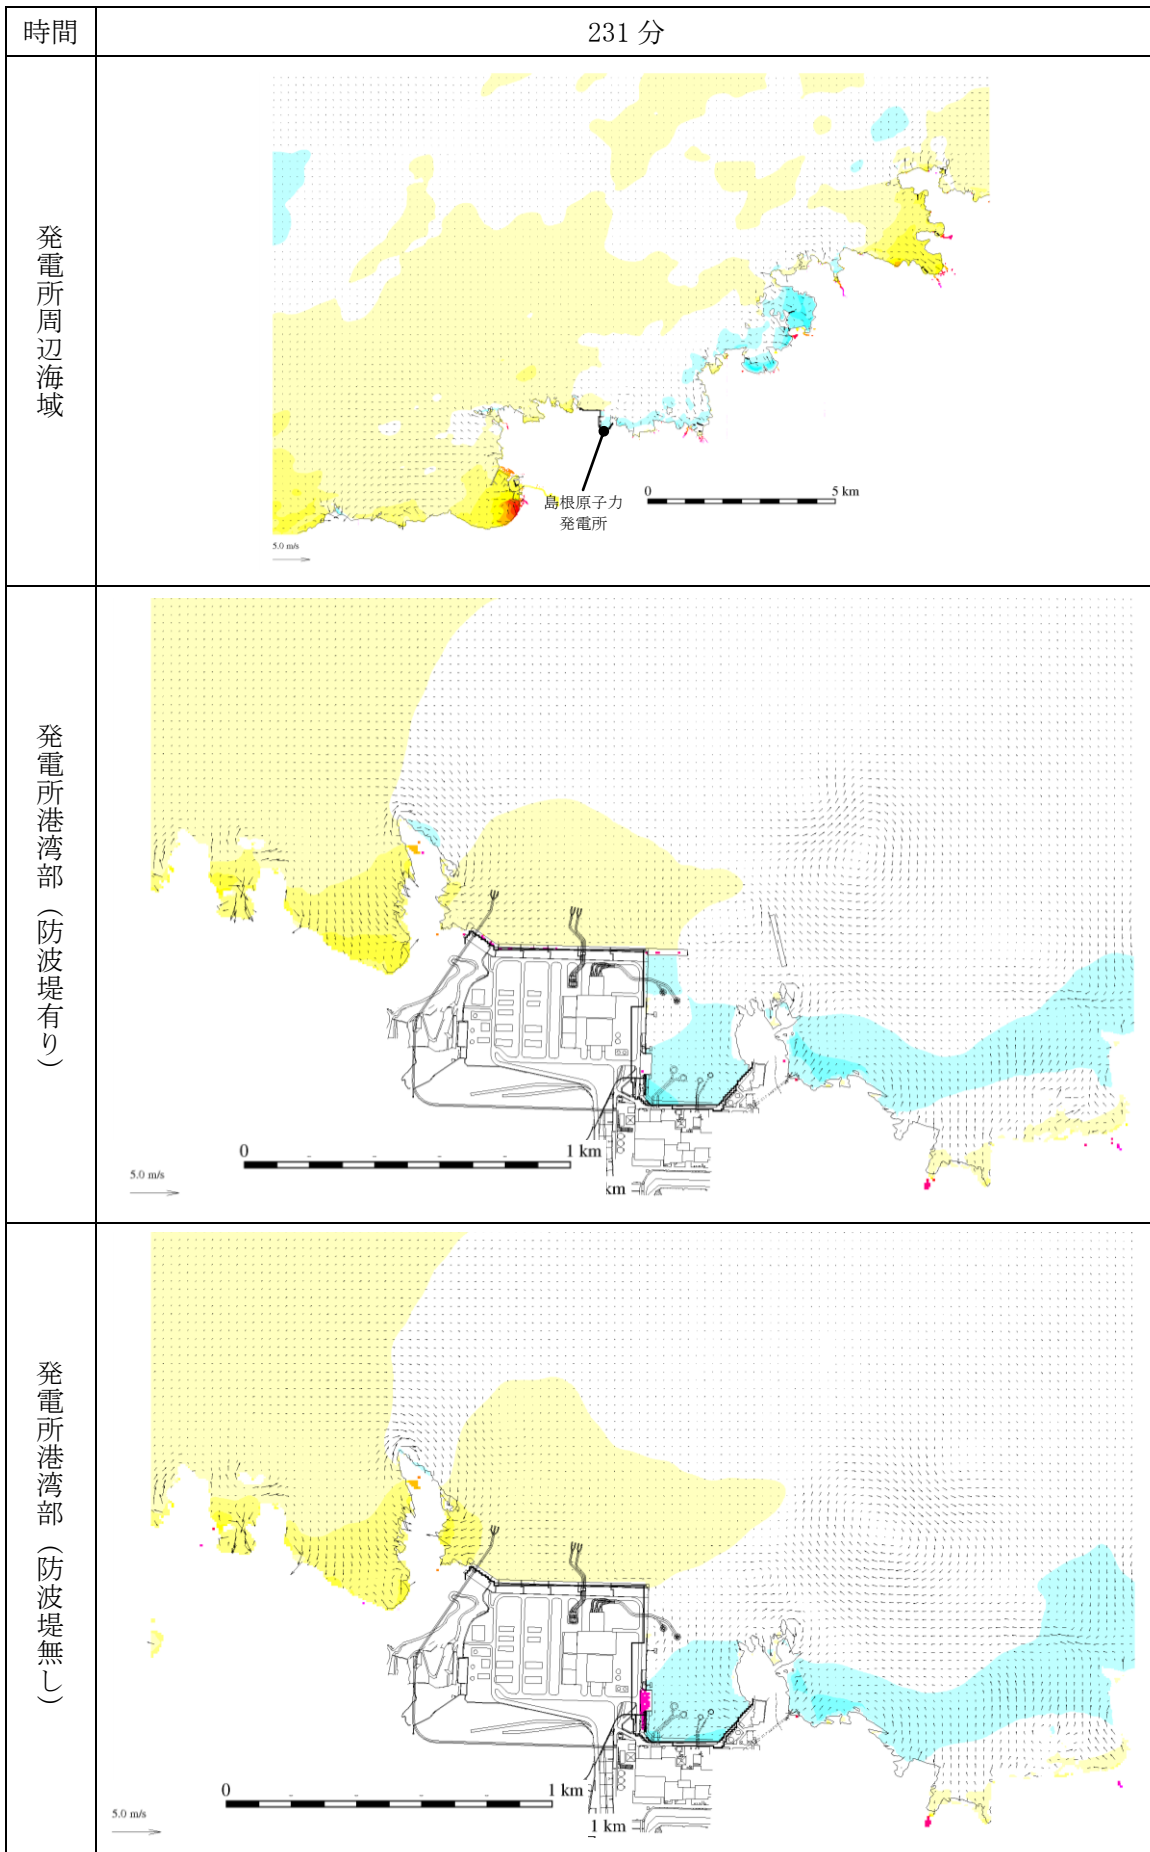 時間
231 分
発電所周辺海域
島根原子力
発電所
0
5 km
5.0 m/s
発電所港湾部（防波堤有り）
0
1 km
5.0 m/s
km
発電所港湾部（防波堤無し）
0
1 km
5.0 m/s
1 km